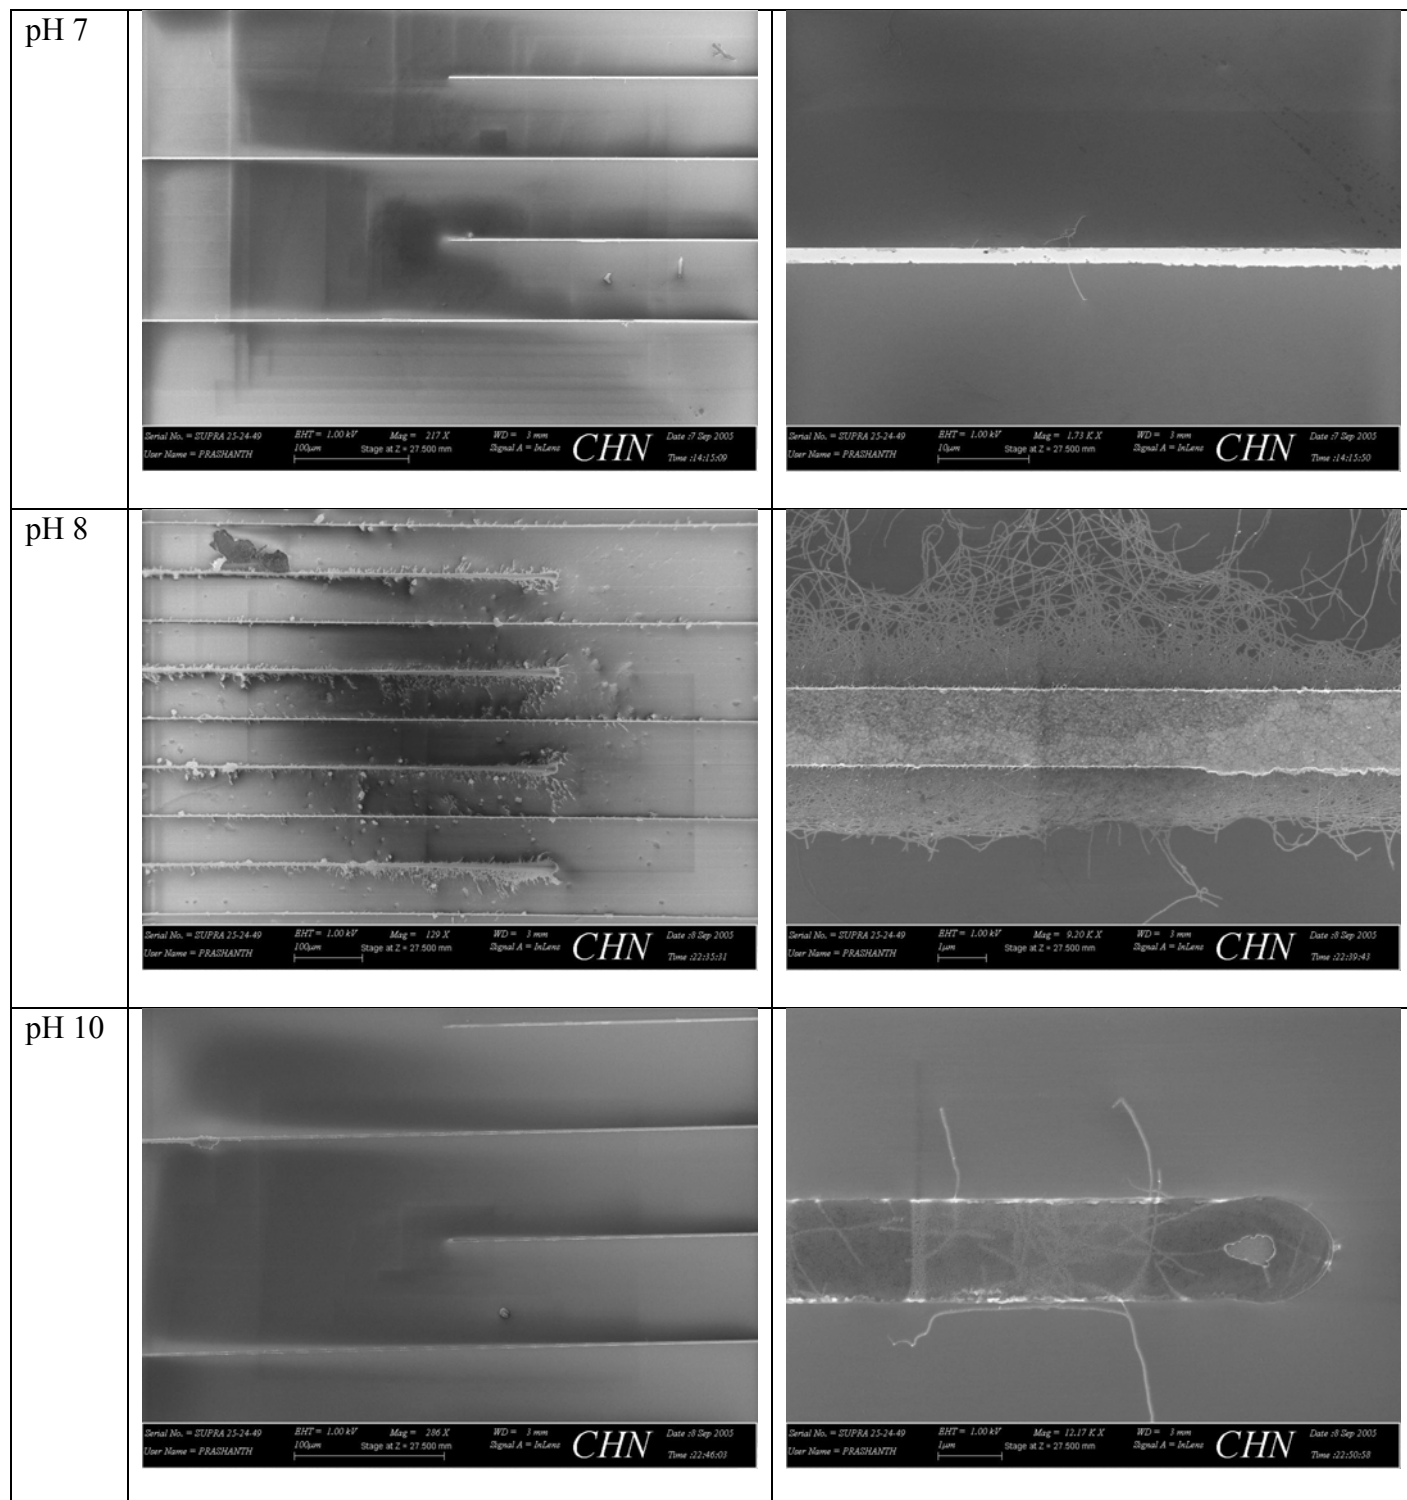 pH 7
Serial No. = SUPRA 25-24-49 EHT = 1.00 kV Mag = 217 X WD = 3 mm CHN Date :7 Sep 2005
User Name = PRASHANTH 100µm Stage at Z = 27.500 mm Signal A = InLens Time :14:15:09
Serial No. = SUPRA 25-24-49 EHT = 1.00 kV Mag = 1.73 K X WD = 3 mm CHN Date :7 Sep 2005
User Name = PRASHANTH 10µm Stage at Z = 27.500 mm Signal A = InLens Time :14:15:50
pH 8
Serial No. = SUPRA 25-24-49 EHT = 1.00 kV Mag = 129 X WD = 3 mm CHN Date :8 Sep 2005
User Name = PRASHANTH 100µm Stage at Z = 27.500 mm Signal A = InLens Time :22:35:31
Serial No. = SUPRA 25-24-49 EHT = 1.00 kV Mag = 9.20 K X WD = 3 mm CHN Date :8 Sep 2005
User Name = PRASHANTH 1µm Stage at Z = 27.500 mm Signal A = InLens Time :22:39:43
pH 10
Serial No. = SUPRA 25-24-49 EHT = 1.00 kV Mag = 286 X WD = 3 mm CHN Date :8 Sep 2005
User Name = PRASHANTH 100µm Stage at Z = 27.500 mm Signal A = InLens Time :22:46:03
Serial No. = SUPRA 25-24-49 EHT = 1.00 kV Mag = 12.17 K X WD = 3 mm CHN Date :8 Sep 2005
User Name = PRASHANTH 1µm Stage at Z = 27.500 mm Signal A = InLens Time :22:50:58